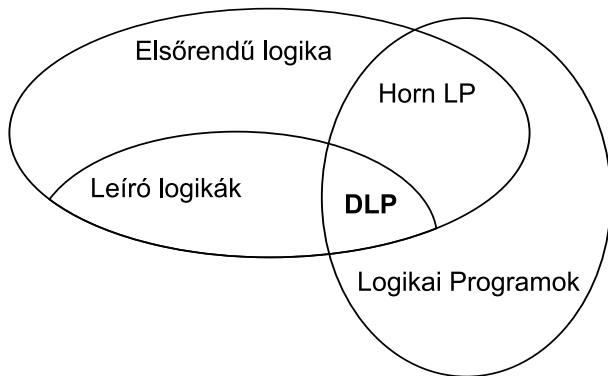 Elsőrendű logika
Horn LP
Leíró logikák
DLP
Logikai Programok